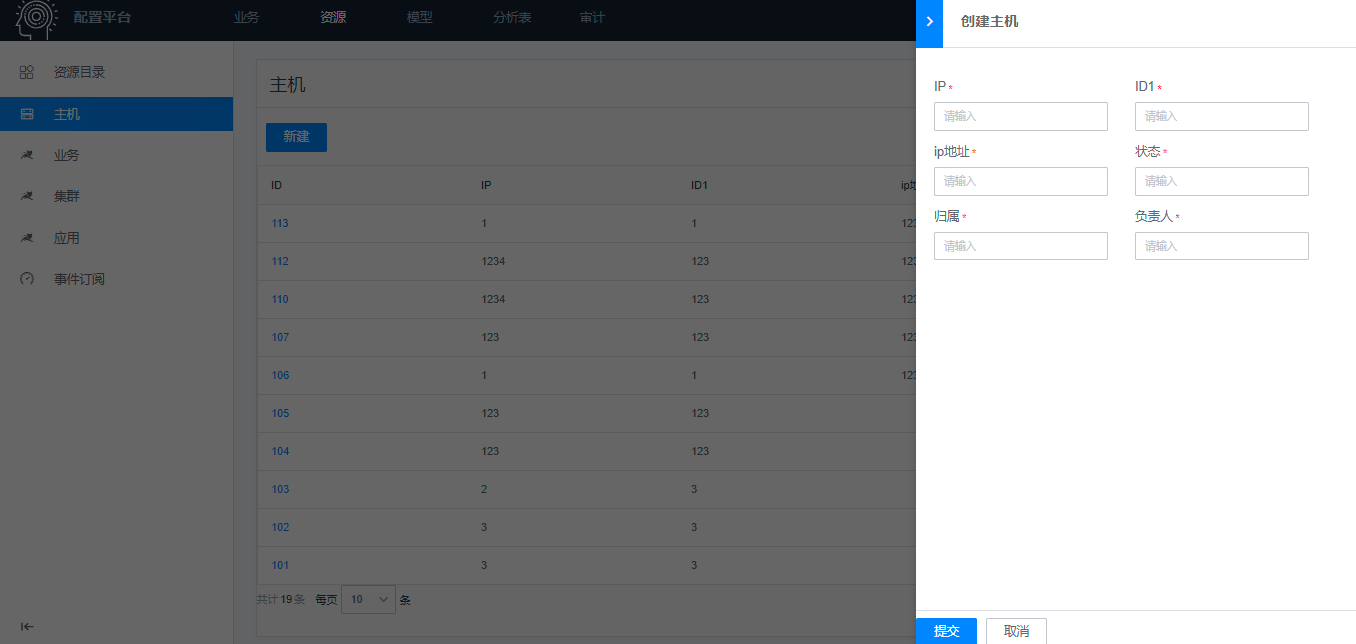 配置平台 业务 资源 模型 分析表 审计
创建主机
资源目录
主机
业务
集群
应用
事件订阅
主机
新建
ID IP ID1 ip地
113 1 1 123
112 1234 123 123
110 1234 123 123
107 123 123 123
106 1 1 123
105 123 123
104 123 123
103 2 3
102 3 3
101 3 3
共计19条 每页 10 条
IP * ID1 *
请输入 请输入
ip地址 * 状态 *
请输入 请输入
归属 * 负责人 *
请输入 请输入
提交 取消